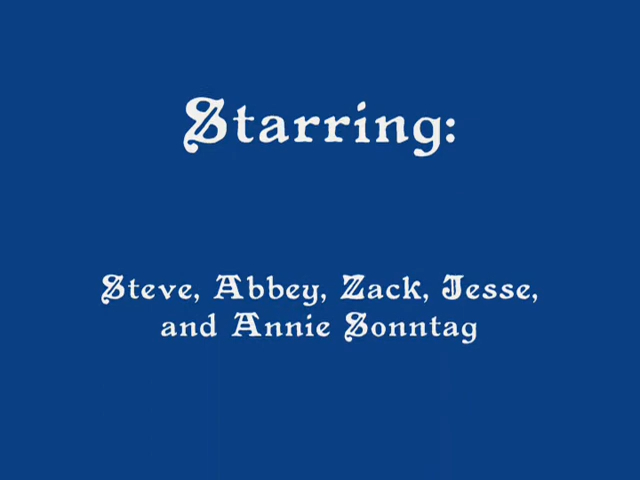 Starring:
Steve, Abbey, Zack, Jesse,
and Annie Sonntag